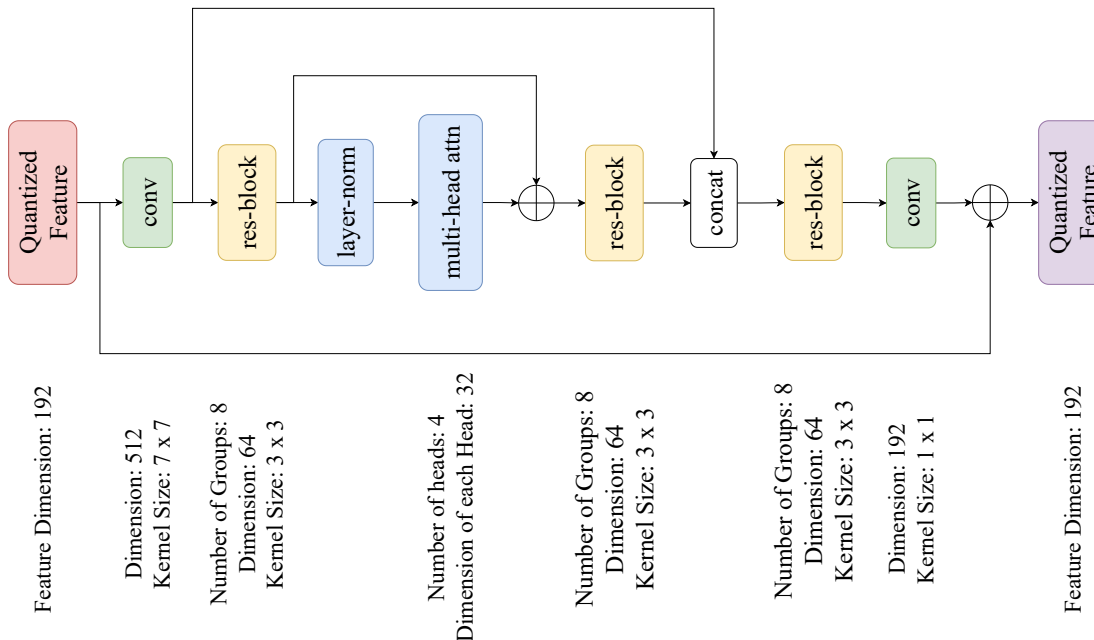 Quantized
Feature
conv
res-block
layer-norm
multi-head attn
res-block
concat
res-block
conv
Quantized
Feature
Feature Dimension: 192
Dimension: 512
Kernel Size: 7 x 7
Number of Groups: 8
Dimension: 64
Kernel Size: 3 x 3
Number of heads: 4
Dimension of each Head: 32
Number of Groups: 8
Dimension: 64
Kernel Size: 3 x 3
Number of Groups: 8
Dimension: 64
Kernel Size: 3 x 3
Dimension: 192
Kernel Size: 1 x 1
Feature Dimension: 192